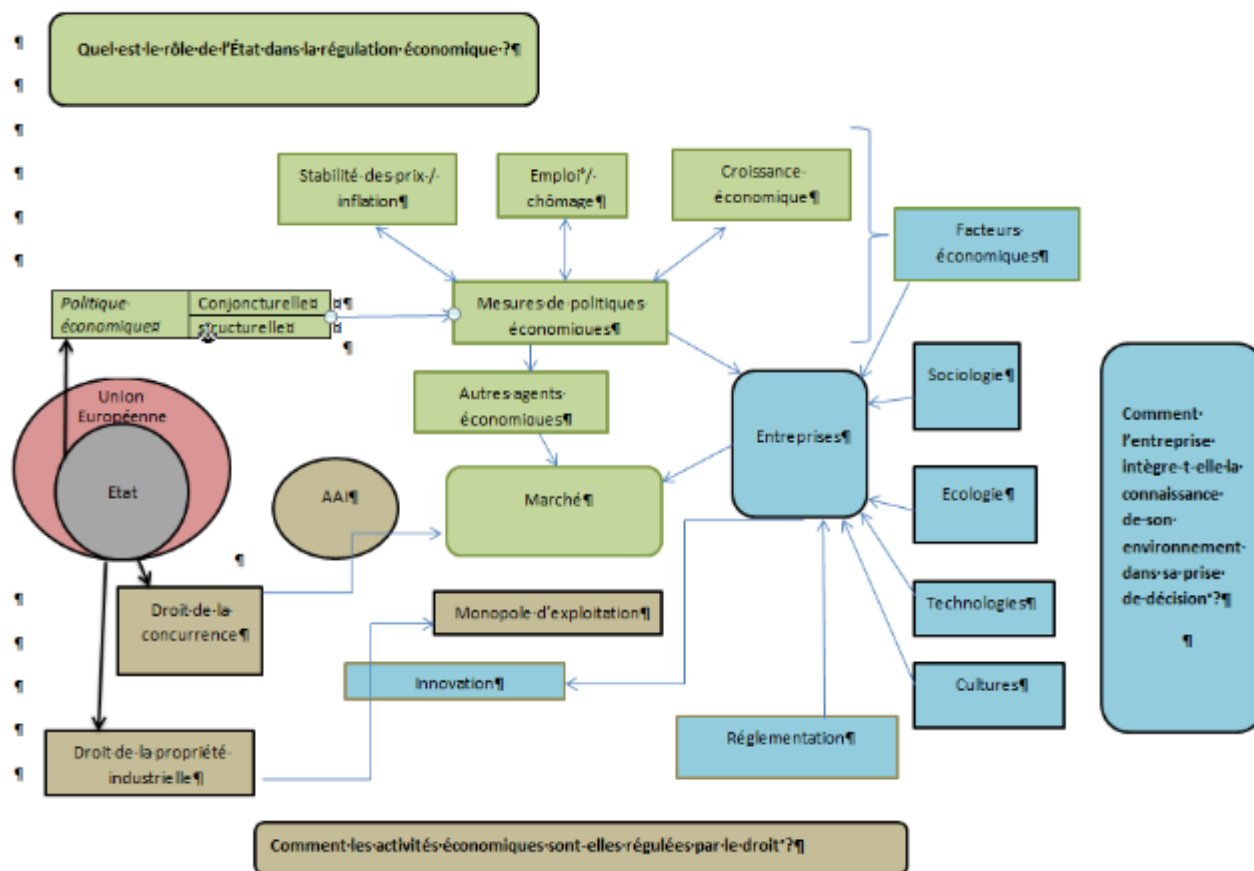 Quel est le rôle de l'État dans la régulation économique ?
Stabilité des prix /
inflation
Emploi°/
chômage
Croissance
économique
Facteurs
économiques
Politique
économique
Conjoncturelle
structurelle
Mesures de politiques
économiques
Union
Européenne
Etat
AAI
Autres agents
économiques
Marché
Entreprises
Sociologie
Ecologie
Technologies
Cultures
Comment
l'entreprise
intègre-t-elle la
connaissance
de son
environnement
dans sa prise
de décision°?
Droit de la
concurrence
Monopole d'exploitation
Innovation
Réglementation
Droit de la propriété
industrielle
Comment les activités économiques sont-elles régulées par le droit°?